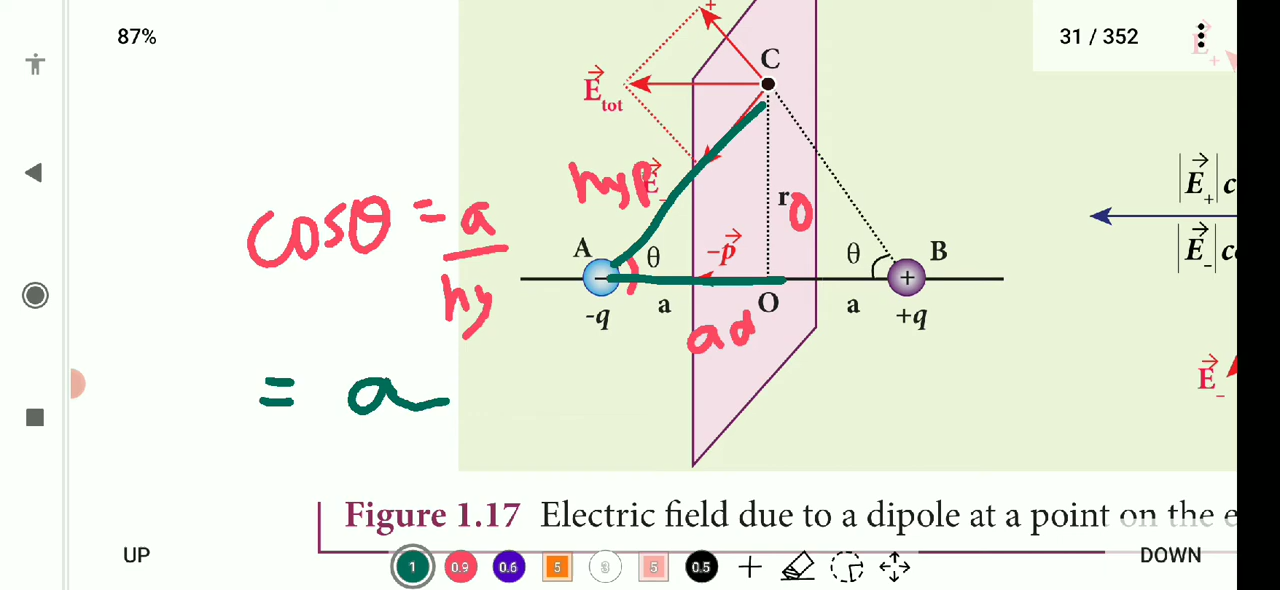 87%
31 / 352
C
E tot
E+
hyp
E-
r
O
|E+| c
|E-| c
cosθ = a
hy
A
θ
-p
θ
B
-
+
a
O
a
-q
+q
ad
= a
E-
Figure 1.17 Electric field due to a dipole at a point on the e
UP
DOWN
1
0.9
0.6
5
3
5
0.5